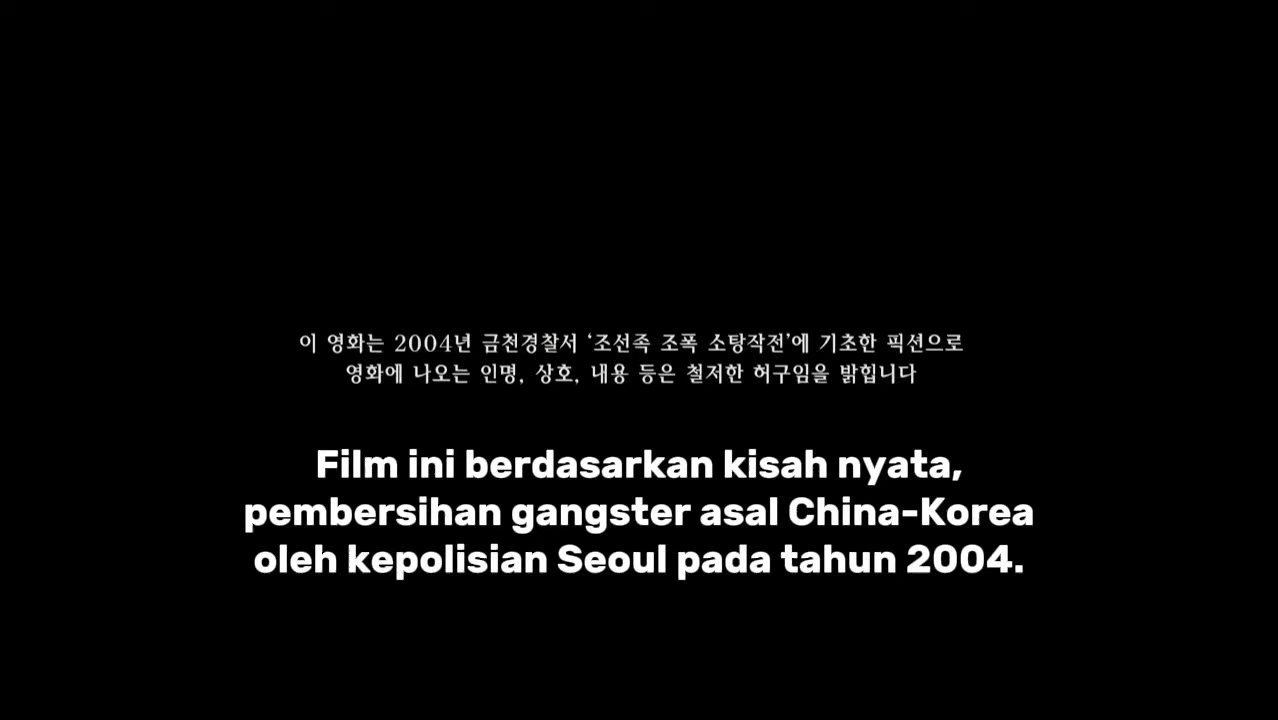 이 영화는 2004년 금천경찰서 ‘조선족 조폭 소탕작전’에 기초한 픽션으로
영화에 나오는 인명, 상호, 내용 등은 철저한 허구임을 밝힙니다
Film ini berdasarkan kisah nyata,
pembersihan gangster asal China-Korea
oleh kepolisian Seoul pada tahun 2004.